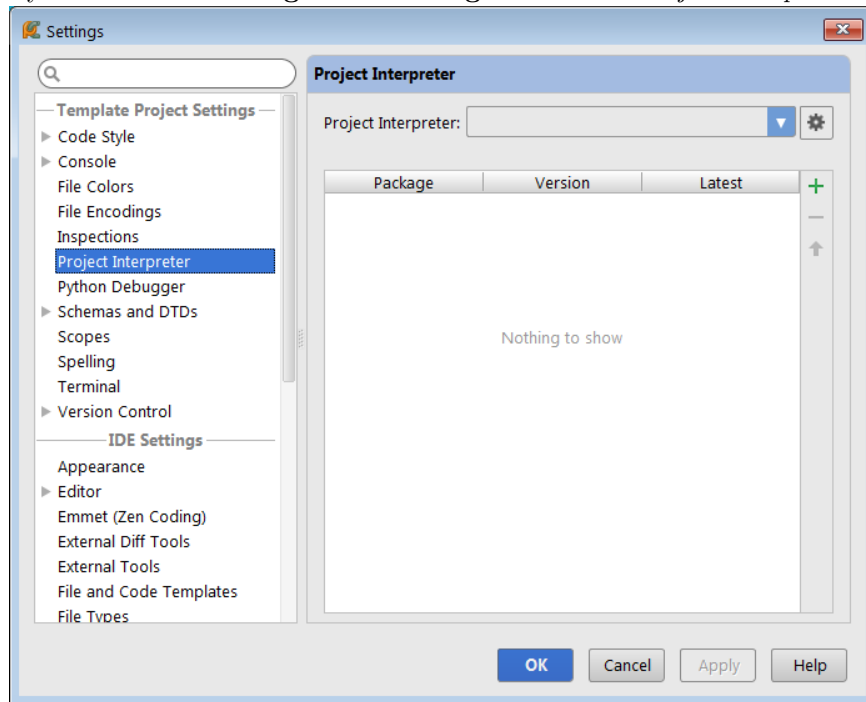 Settings
Project Interpreter
Template Project Settings
Project Interpreter:
Code Style
Console
Package Version Latest
File Colors
File Encodings
Inspections
Project Interpreter
Python Debugger
Schemas and DTDs
Scopes
Nothing to show
Spelling
Terminal
Version Control
IDE Settings
Appearance
Editor
Emmet (Zen Coding)
External Diff Tools
External Tools
File and Code Templates
File Types
OK Cancel Apply Help